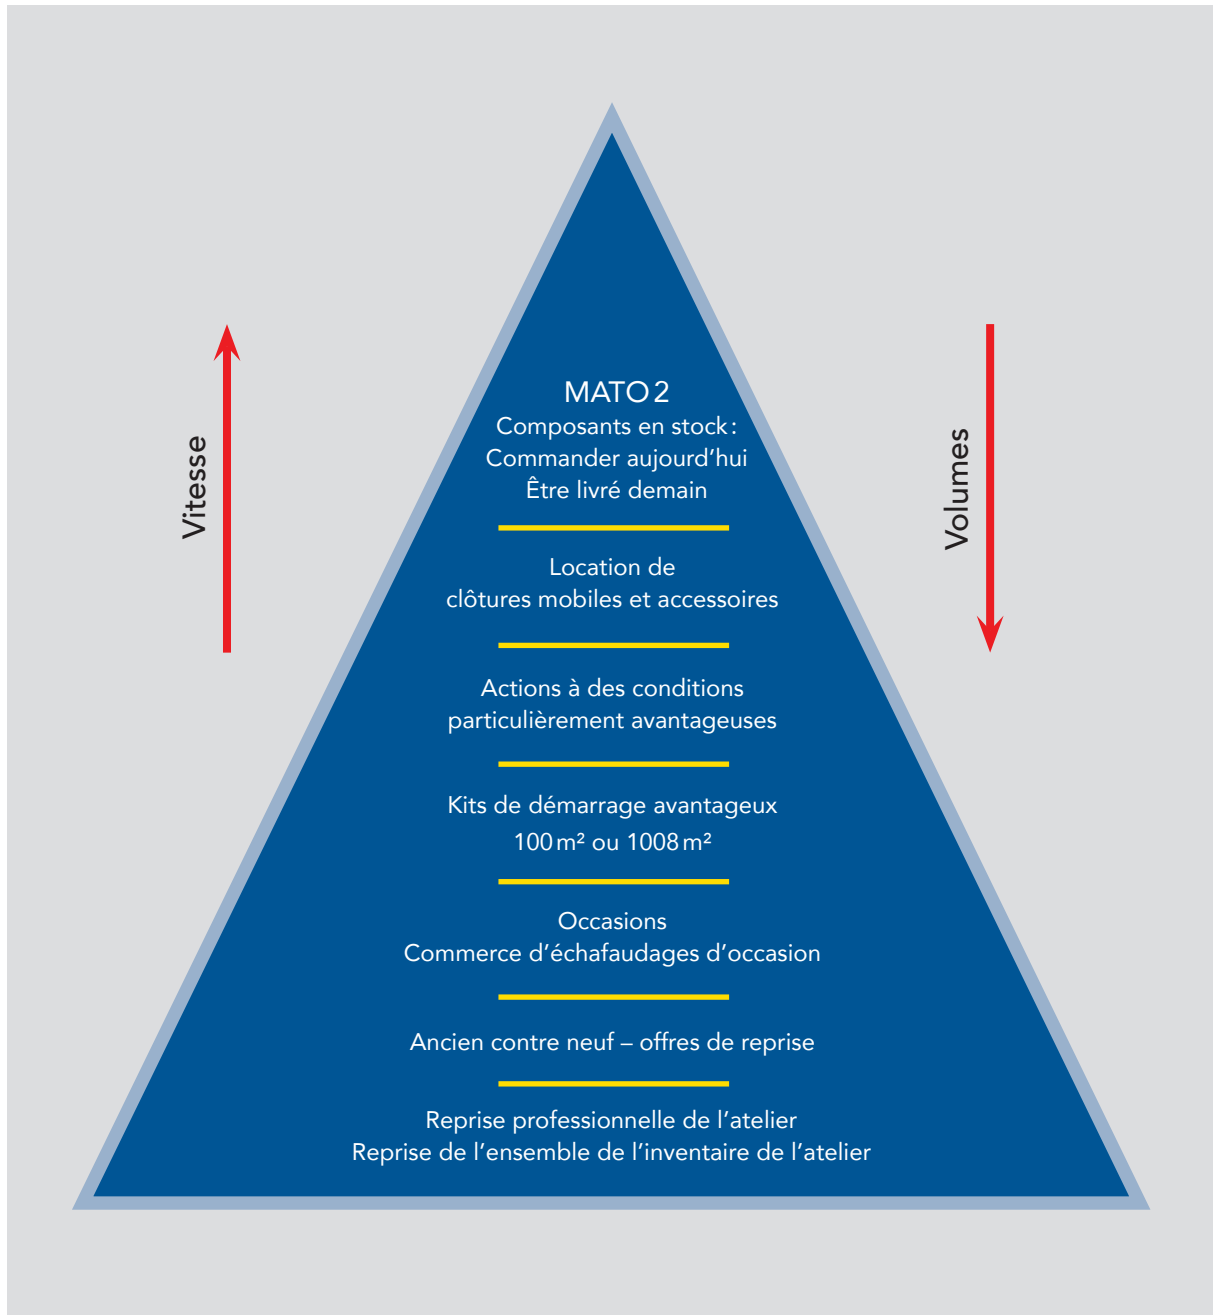 MATO 2
Composants en stock :
Commander aujourd’hui
Être livré demain
Vitesse
Volumes
Location de
clôtures mobiles et accessoires
Actions à des conditions
particulièrement avantageuses
Kits de démarrage avantageux
100 m² ou 1008 m²
Occasions
Commerce d’échafaudages d’occasion
Ancien contre neuf – offres de reprise
Reprise professionnelle de l’atelier
Reprise de l’ensemble de l’inventaire de l’atelier